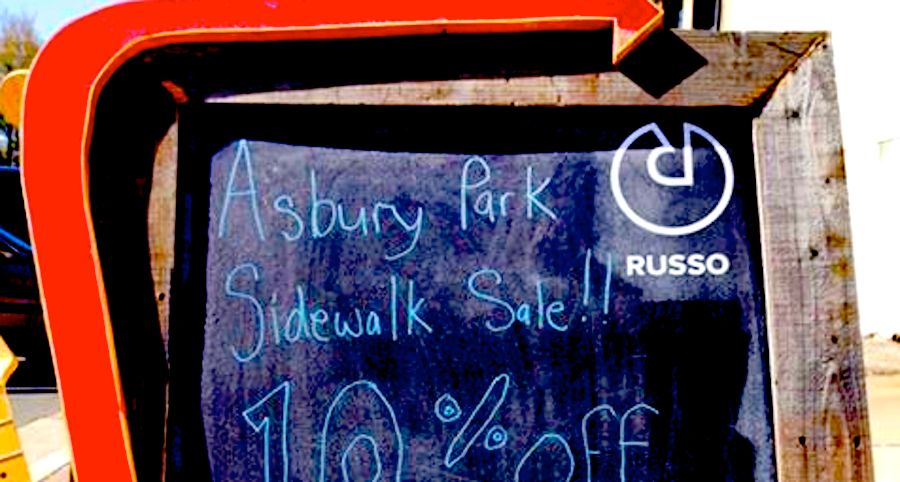 Asbury Park
RUSSO
Sidewalk Sale!!
10% off